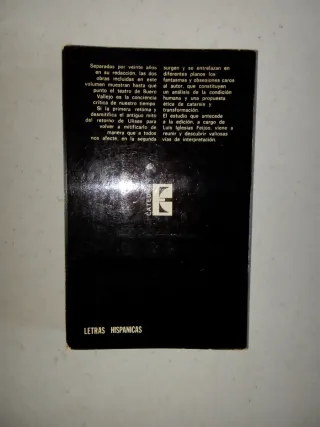 Separadas por veinte años
en su redacción, las dos
obras incluidas en este
volumen muestran hasta qué
punto el teatro de Buero
Vallejo es la conciencia
crítica de nuestro tiempo
Si la primera, retoma y
desmitifica el antiguo mito
del retorno de Ulises para
volver a mitificarlo de
manera que a todos
nos afecte, en la segunda
surgen y se entrelazan en
diferentes planos los
fantasmas y obsesiones caros
al autor, que constituyen
un análisis de la condición
humana y una propuesta
ética de catarsis y
transformación.
El estudio que antecede
a la edición, a cargo de
Luis Iglesias Feijoo, viene a
reunir y descubrir valiosas
vías de interpretación.
LETRAS HISPANICAS